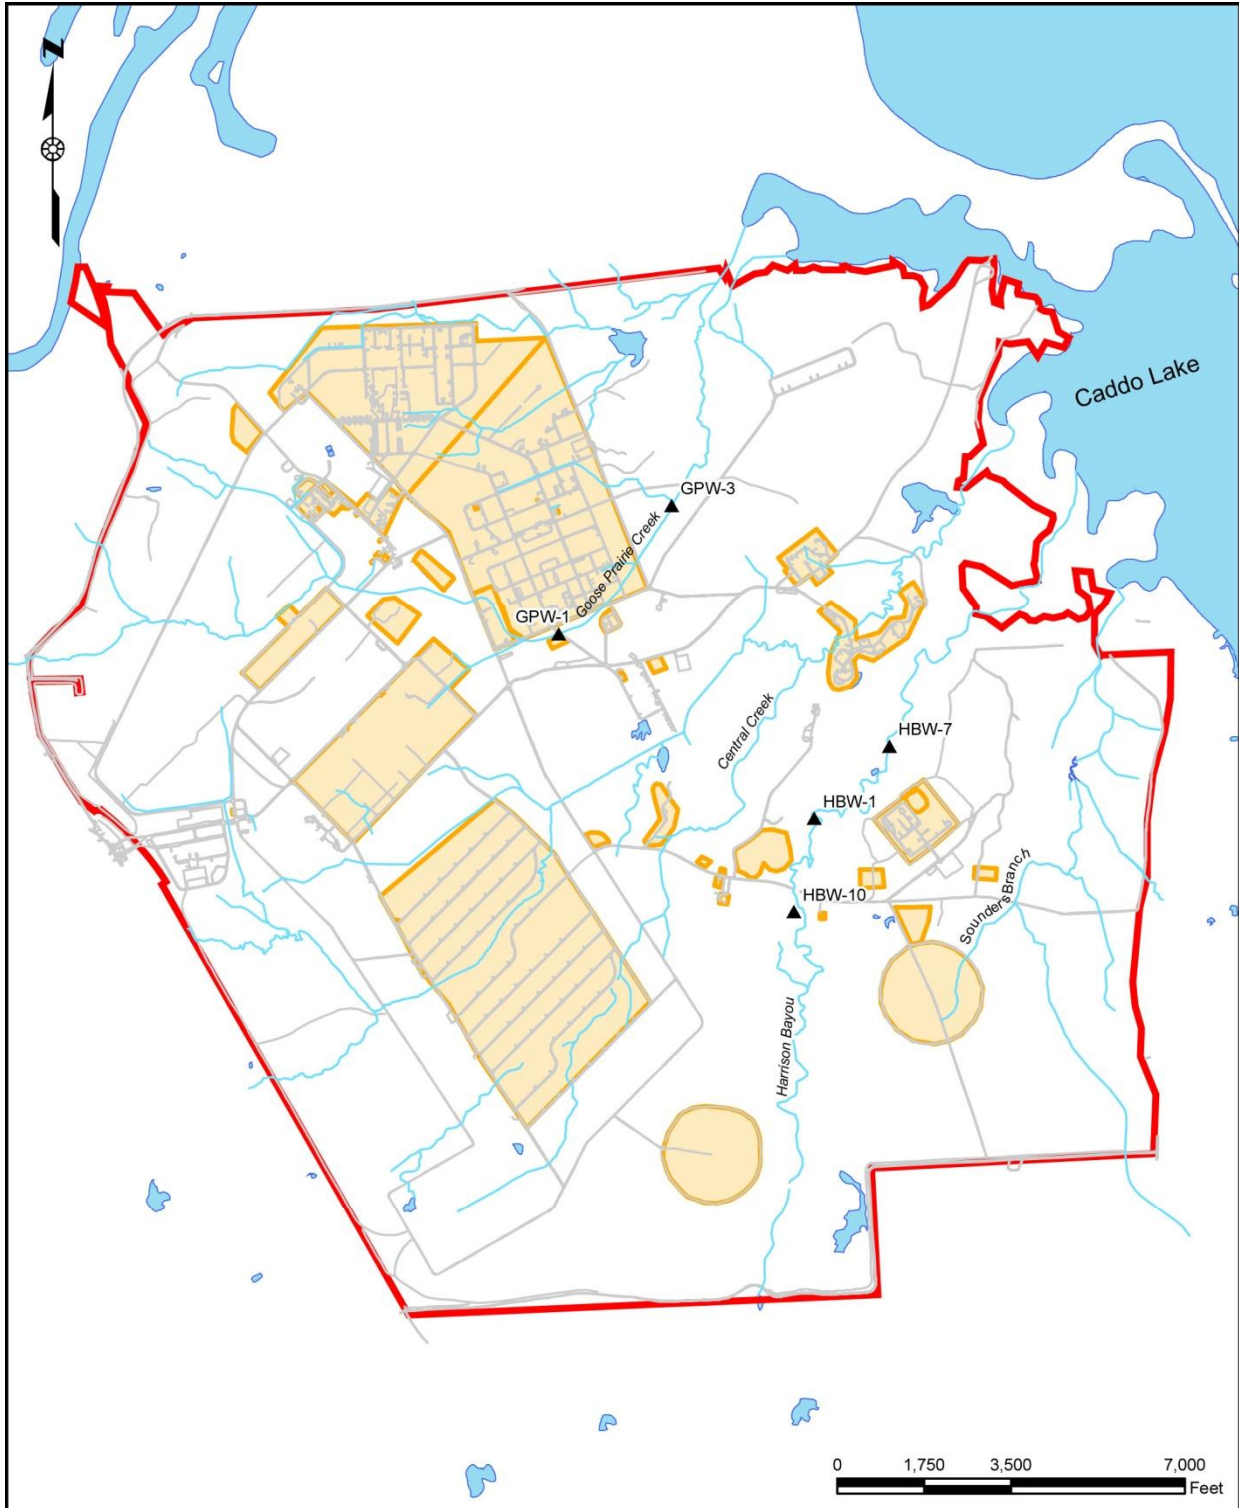 N
Caddo Lake
GPW-3
Goose Prairie Creek
GPW-1
Central Creek
HBW-7
HBW-1
Sounders Branch
HBW-10
Harrison Bayou
0 1,750 3,500 7,000
Feet